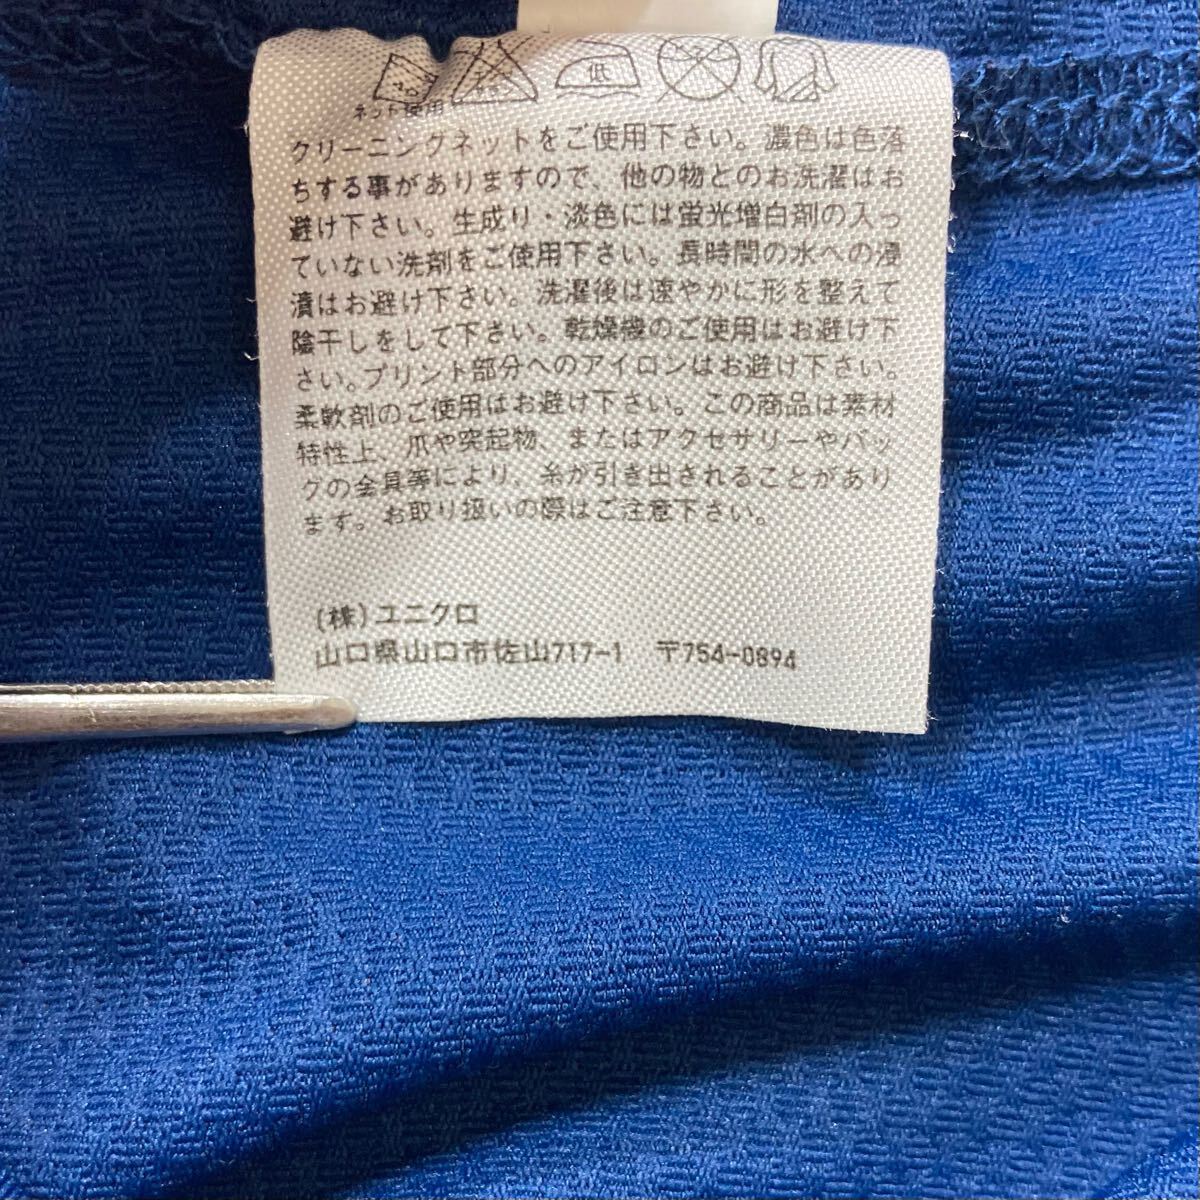 低
ネット使用
クリーニングネットをご使用下さい。濃色は色落
ちする事がありますので、他の物とのお洗濯はお
避け下さい。生成り・淡色には蛍光増白剤の入っ
ていない洗剤をご使用下さい。長時間の水への浸
漬はお避け下さい。洗濯後は速やかに形を整えて
陰干しをして下さい。乾燥機のご使用はお避け下
さい。プリント部分へのアイロンはお避け下さい。
柔軟剤のご使用はお避け下さい。この商品は素材
特性上、爪や突起物、またはアクセサリーやバッ
グの金具等により、糸が引き出されることがあり
ます。お取り扱いの際はご注意下さい。
(株)ユニクロ
山口県山口市佐山717-1 〒754-0894